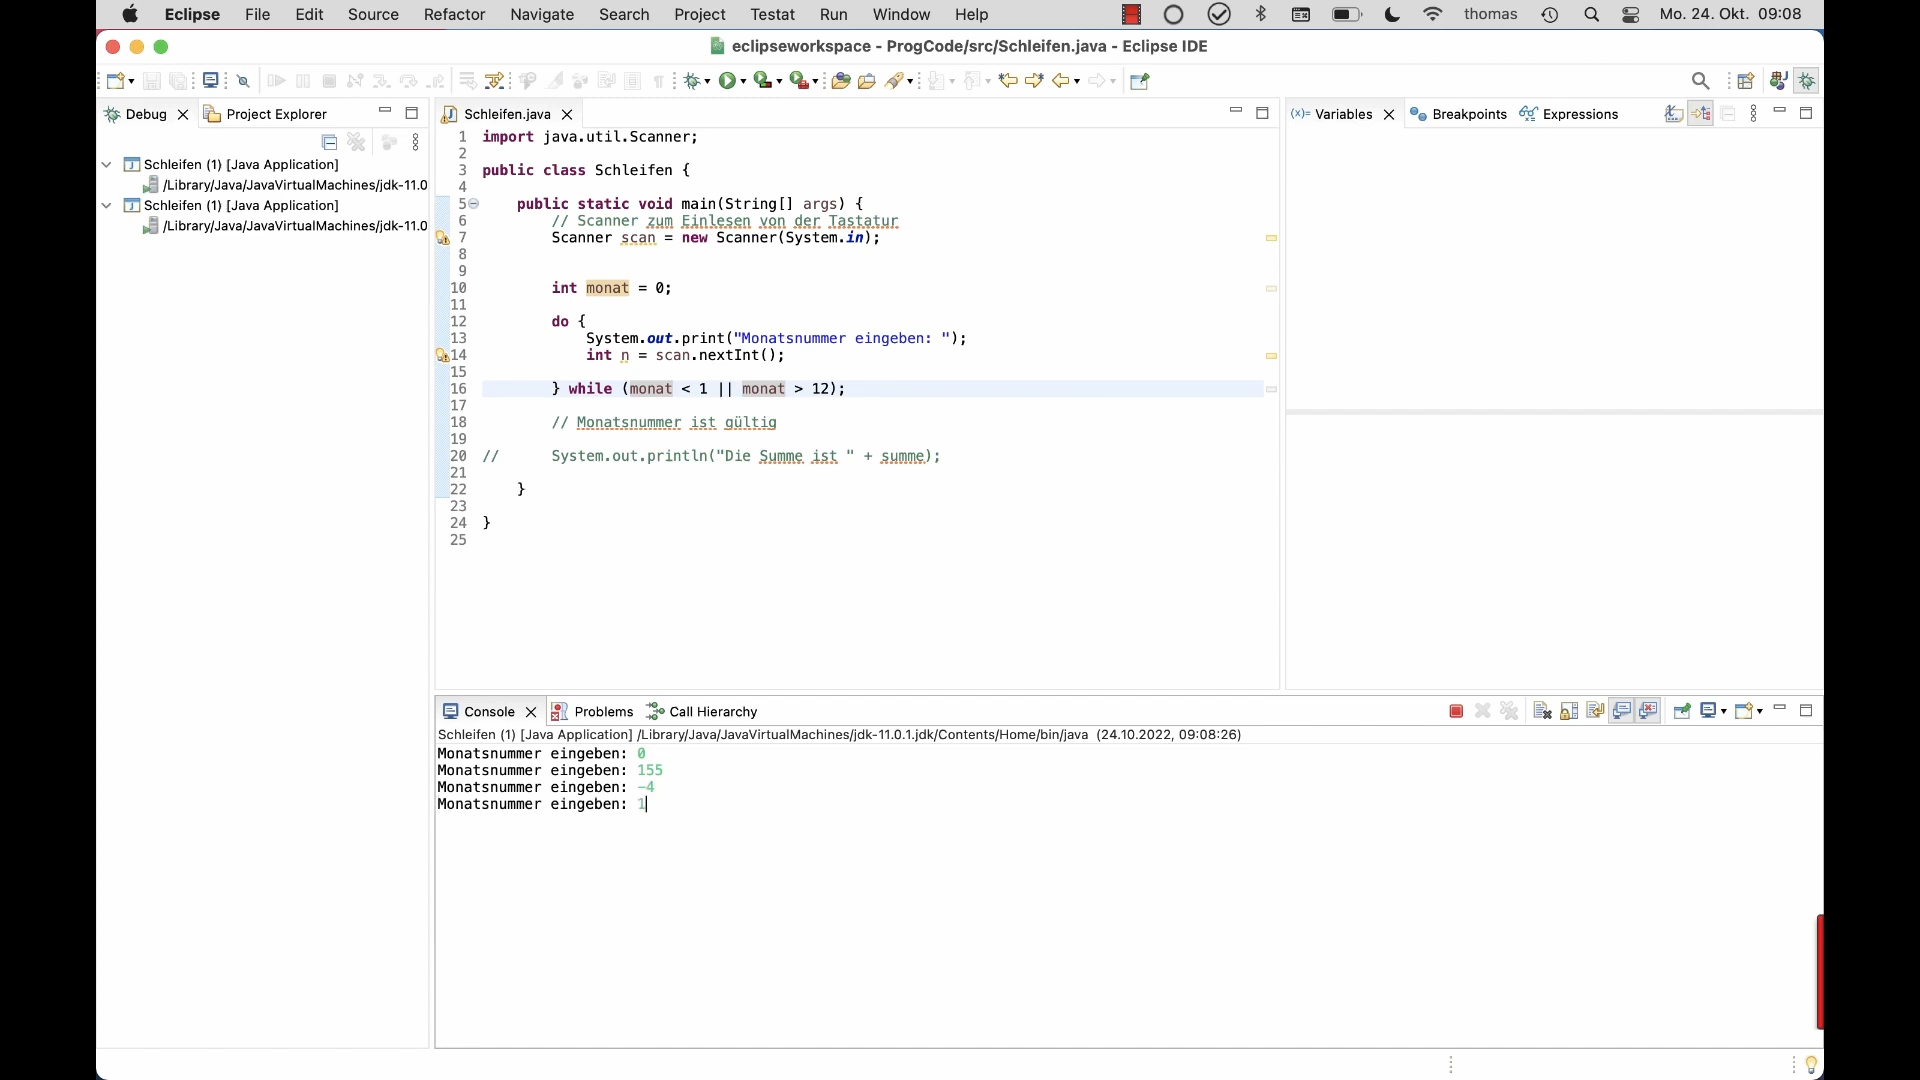 Eclipse File Edit Source Refactor Navigate Search Project Testat Run Window Help thomas Mo. 24. Okt. 09:08
eclipseworkspace - ProgCode/src/Schleifen.java - Eclipse IDE
Debug Project Explorer
Schleifen (1) [Java Application]
/Library/Java/JavaVirtualMachines/jdk-11.0
Schleifen (1) [Java Application]
/Library/Java/JavaVirtualMachines/jdk-11.0
Schleifen.java
1 import java.util.Scanner;
2
3 public class Schleifen {
4
5 public static void main(String[] args) {
6 // Scanner zum Einlesen von der Tastatur
7 Scanner scan = new Scanner(System.in);
8
9
10 int monat = 0;
11
12 do {
13 System.out.print("Monatsnummer eingeben: ");
14 int n = scan.nextInt();
15
16 } while (monat < 1 || monat > 12);
17
18 // Monatsnummer ist gültig
19
20 // System.out.println("Die Summe ist " + summe);
21
22 }
23
24 }
25
(x)= Variables Breakpoints Expressions
Console Problems Call Hierarchy
Schleifen (1) [Java Application] /Library/Java/JavaVirtualMachines/jdk-11.0.1.jdk/Contents/Home/bin/java (24.10.2022, 09:08:26)
Monatsnummer eingeben: 0
Monatsnummer eingeben: 155
Monatsnummer eingeben: -4
Monatsnummer eingeben: 1